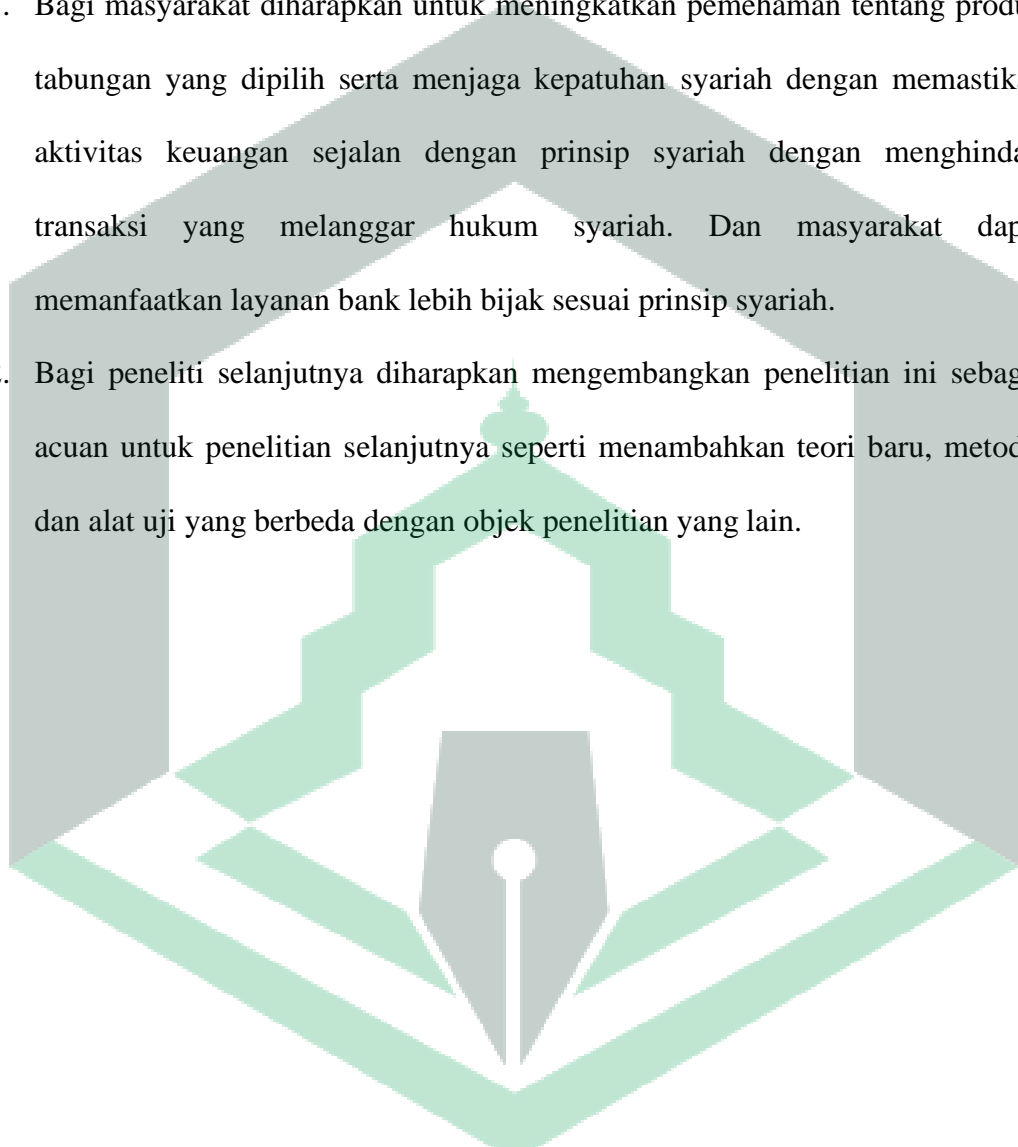 . Bagi masyarakat diharapkan untuk meningkatkan pemehaman tentang produ
tabungan yang dipilih serta menjaga kepatuhan syariah dengan memastika
aktivitas keuangan sejalan dengan prinsip syariah dengan menghinda
transaksi yang melanggar hukum syariah. Dan masyarakat dap
memanfaatkan layanan bank lebih bijak sesuai prinsip syariah.
. Bagi peneliti selanjutnya diharapkan mengembangkan penelitian ini sebag
acuan untuk penelitian selanjutnya seperti menambahkan teori baru, metod
dan alat uji yang berbeda dengan objek penelitian yang lain.